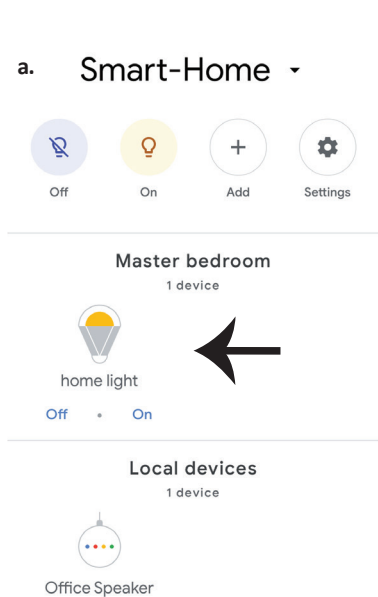 a. Smart-Home
Off On Add Settings
Master bedroom
1 device
home light
Off • On
Local devices
1 device
Office Speaker